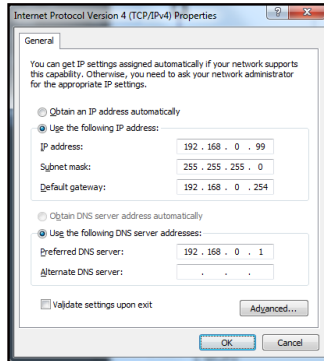 Internet Protocol Version 4 (TCP/IPv4) Properties
General
You can get IP settings assigned automatically if your network supports
this capability. Otherwise, you need to ask your network administrator
for the appropriate IP settings.
Obtain an IP address automatically
Use the following IP address:
IP address: 192 . 168 . 0 . 99
Subnet mask: 255 . 255 . 255 . 0
Default gateway: 192 . 168 . 0 . 254
Obtain DNS server address automatically
Use the following DNS server addresses:
Preferred DNS server: 192 . 168 . 0 . 1
Alternate DNS server: . . .
Validate settings upon exit
Advanced...
OK Cancel